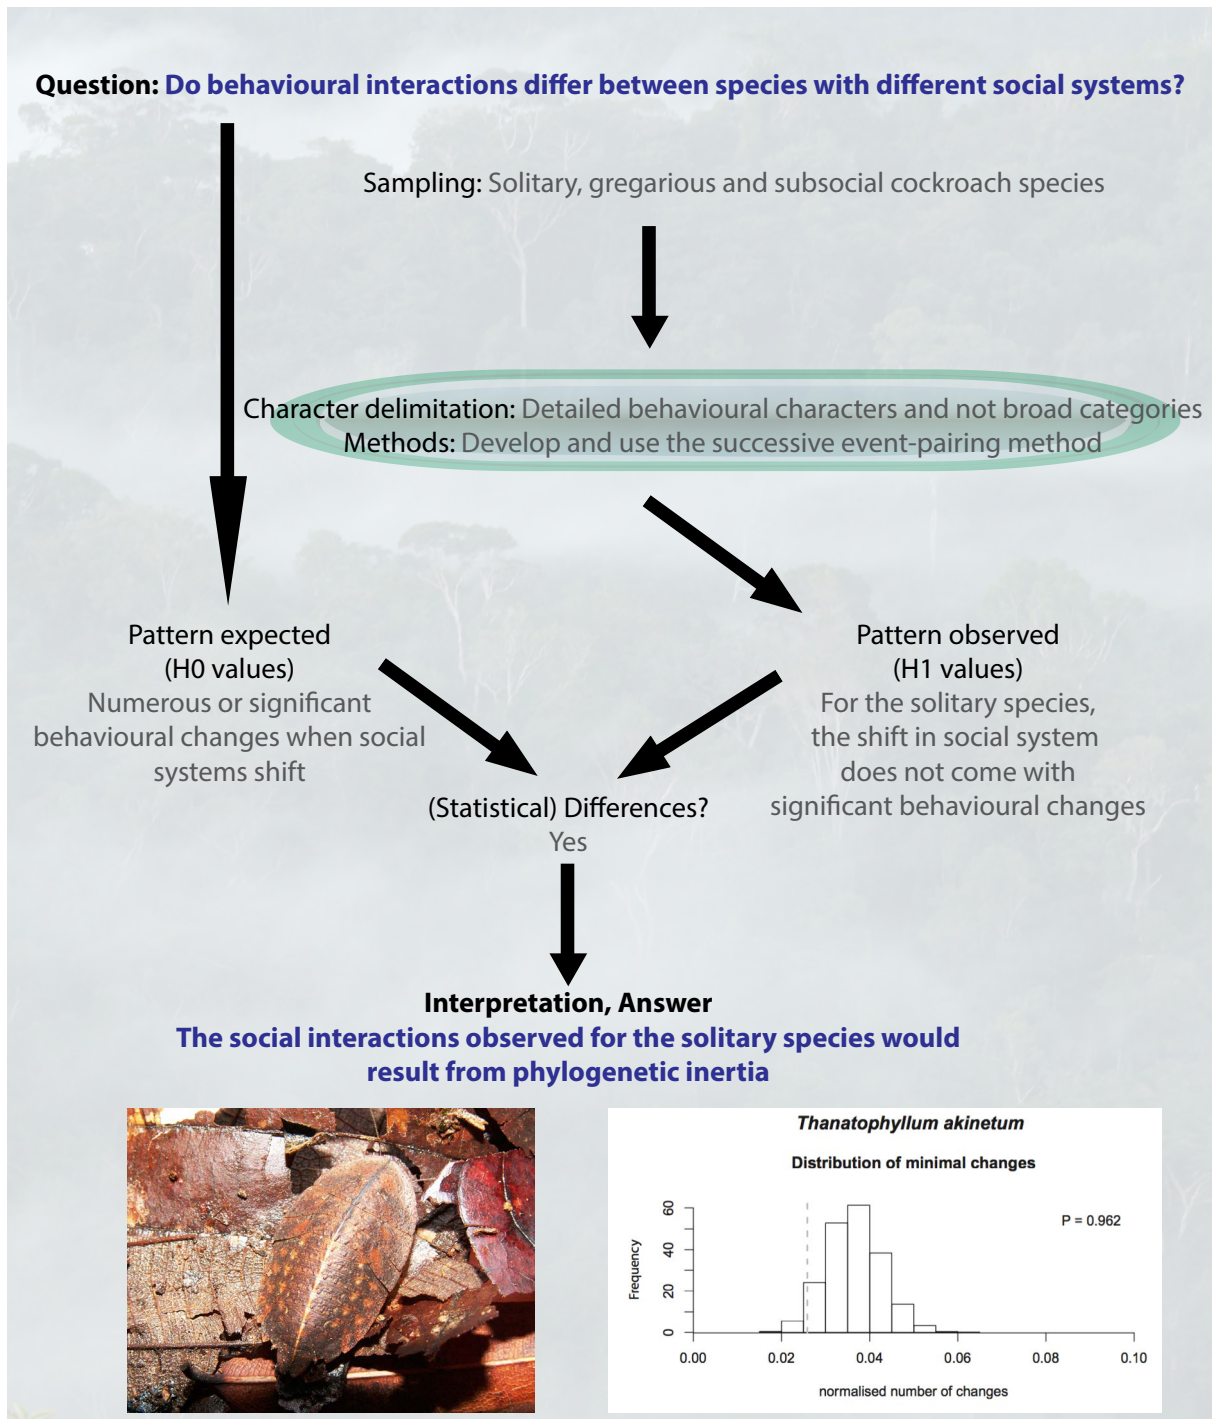 Question: Do behavioural interactions differ between species with different social systems?
Sampling: Solitary, gregarious and subsocial cockroach species
Character delimitation: Detailed behavioural characters and not broad categories
Methods: Develop and use the successive event-pairing method
Pattern expected
(H0 values)
Numerous or significant
behavioural changes when social
systems shift
Pattern observed
(H1 values)
For the solitary species,
the shift in social system
does not come with
significant behavioural changes
(Statistical) Differences?
Yes
Interpretation, Answer
The social interactions observed for the solitary species would
result from phylogenetic inertia
Thanatophyllum akinetum
Distribution of minimal changes
P = 0.962
Frequency
60
40
20
0
0.00 0.02 0.04 0.06 0.08 0.10
normalised number of changes